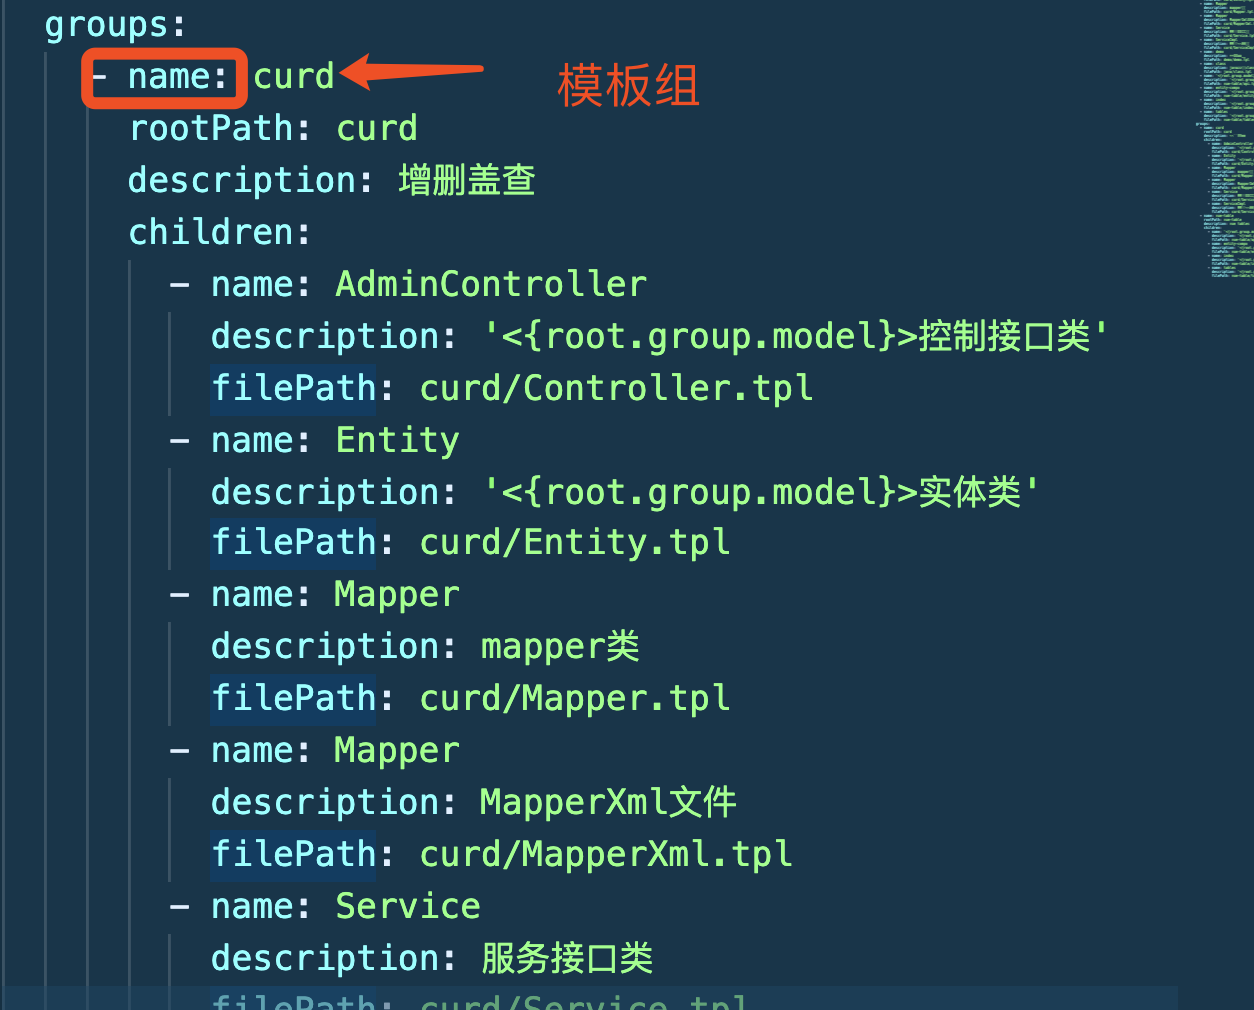 groups:
- name: curd
模板组
rootPath: curd
description: 增删盖查
children:
- name: AdminController
description: '<{root.group.model}>控制接口类'
filePath: curd/Controller.tpl
- name: Entity
description: '<{root.group.model}>实体类'
filePath: curd/Entity.tpl
- name: Mapper
description: mapper类
filePath: curd/Mapper.tpl
- name: Mapper
description: MapperXml文件
filePath: curd/MapperXml.tpl
- name: Service
description: 服务接口类
filePath: curd/Service.tpl